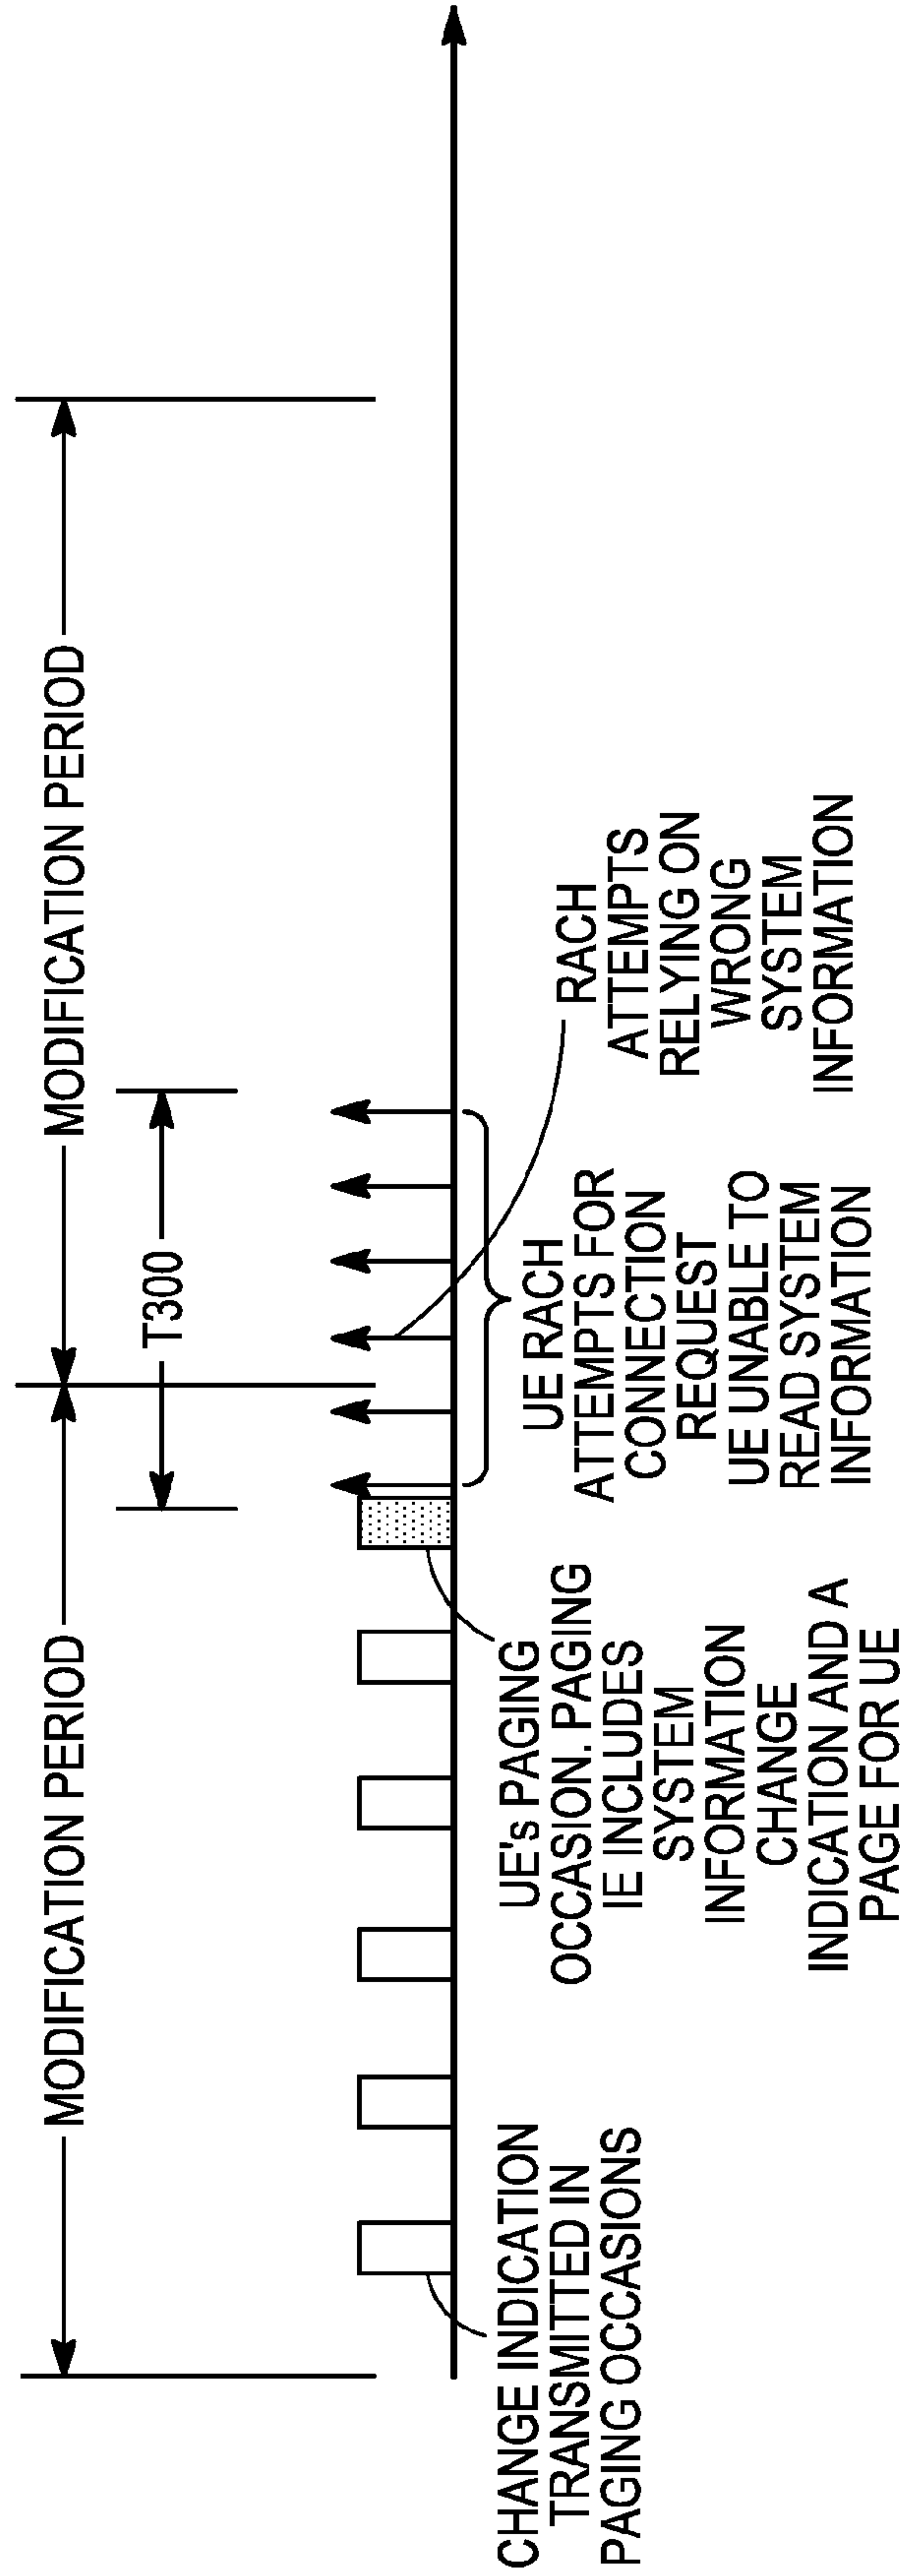 MODIFICATION PERIOD
MODIFICATION PERIOD
T300
CHANGE INDICATION
TRANSMITTED IN
PAGING OCCASIONS
UE's PAGING
OCCASION. PAGING
IE INCLUDES
SYSTEM
INFORMATION
CHANGE
INDICATION AND A
PAGE FOR UE
UE RACH
ATTEMPTS FOR
CONNECTION
REQUEST
UE UNABLE TO
READ SYSTEM
INFORMATION
RACH
ATTEMPTS
RELYING ON
WRONG
SYSTEM
INFORMATION